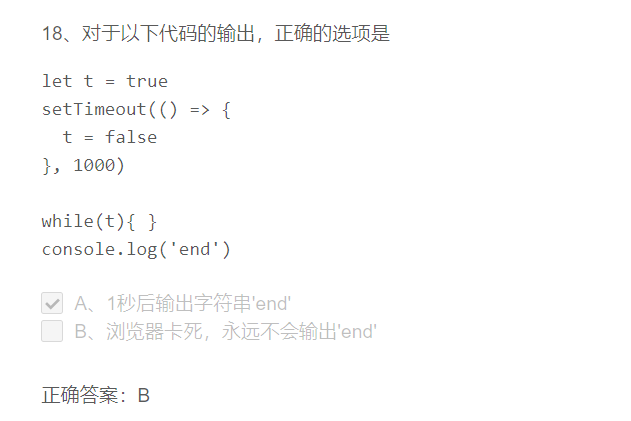 18、对于以下代码的输出，正确的选项是
let t = true
setTimeout(() => {
  t = false
}, 1000)
while(t){ }
console.log('end')
A、1秒后输出字符串'end'
B、浏览器卡死，永远不会输出'end'
正确答案：B